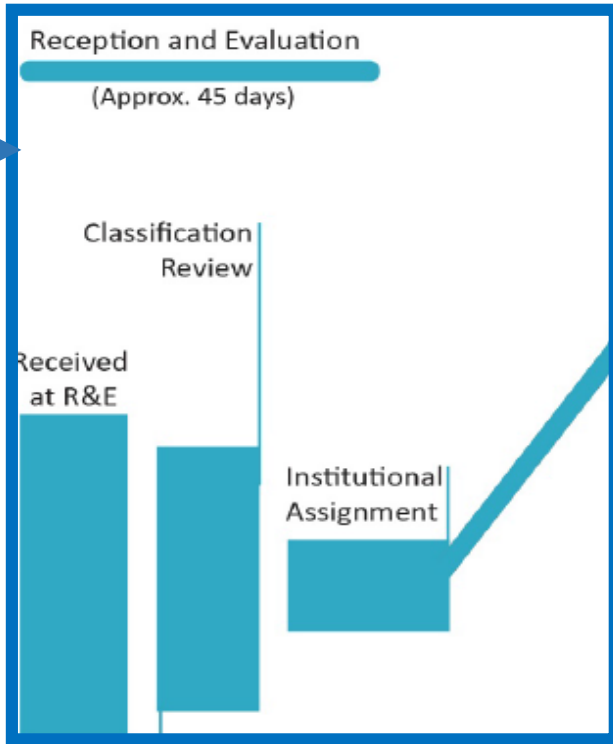 Reception and Evaluation
(Approx. 45 days)
Classification
Review
Received
at R&E
Institutional
Assignment